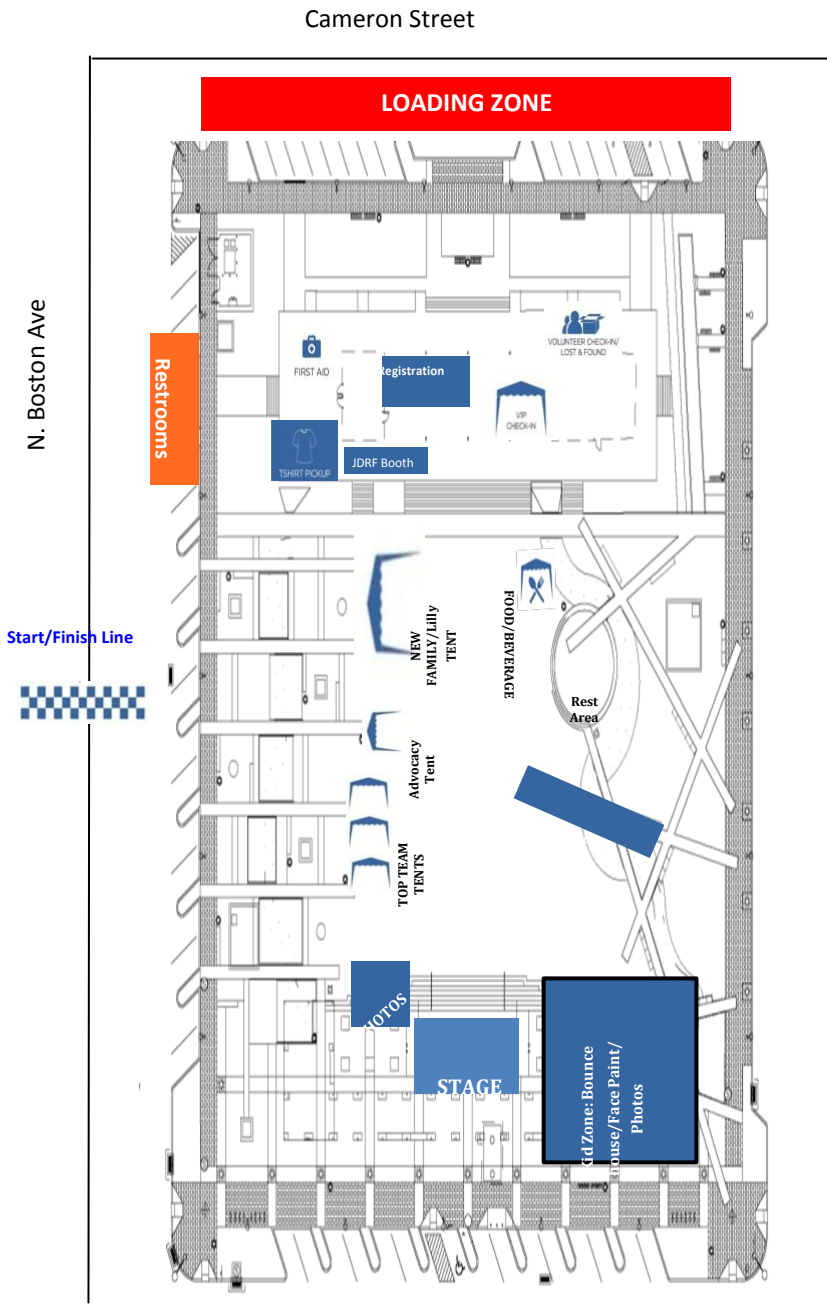 Cameron Street
LOADING ZONE
N. Boston Ave
Restrooms
FIRST AID
Registration
VOLUNTEER CHECK-IN/
LOST & FOUND
VIP
CHECK-IN
TSHIRT PICKUP
JDRF Booth
Start/Finish Line
NEW
FAMILY/Lilly
TENT
FOOD/BEVERAGE
Rest
Area
Advocacy
Tent
TOP TEAM
TENTS
HOTOS
STAGE
Kid Zone: Bounce
ouse/Face Paint/
Photos